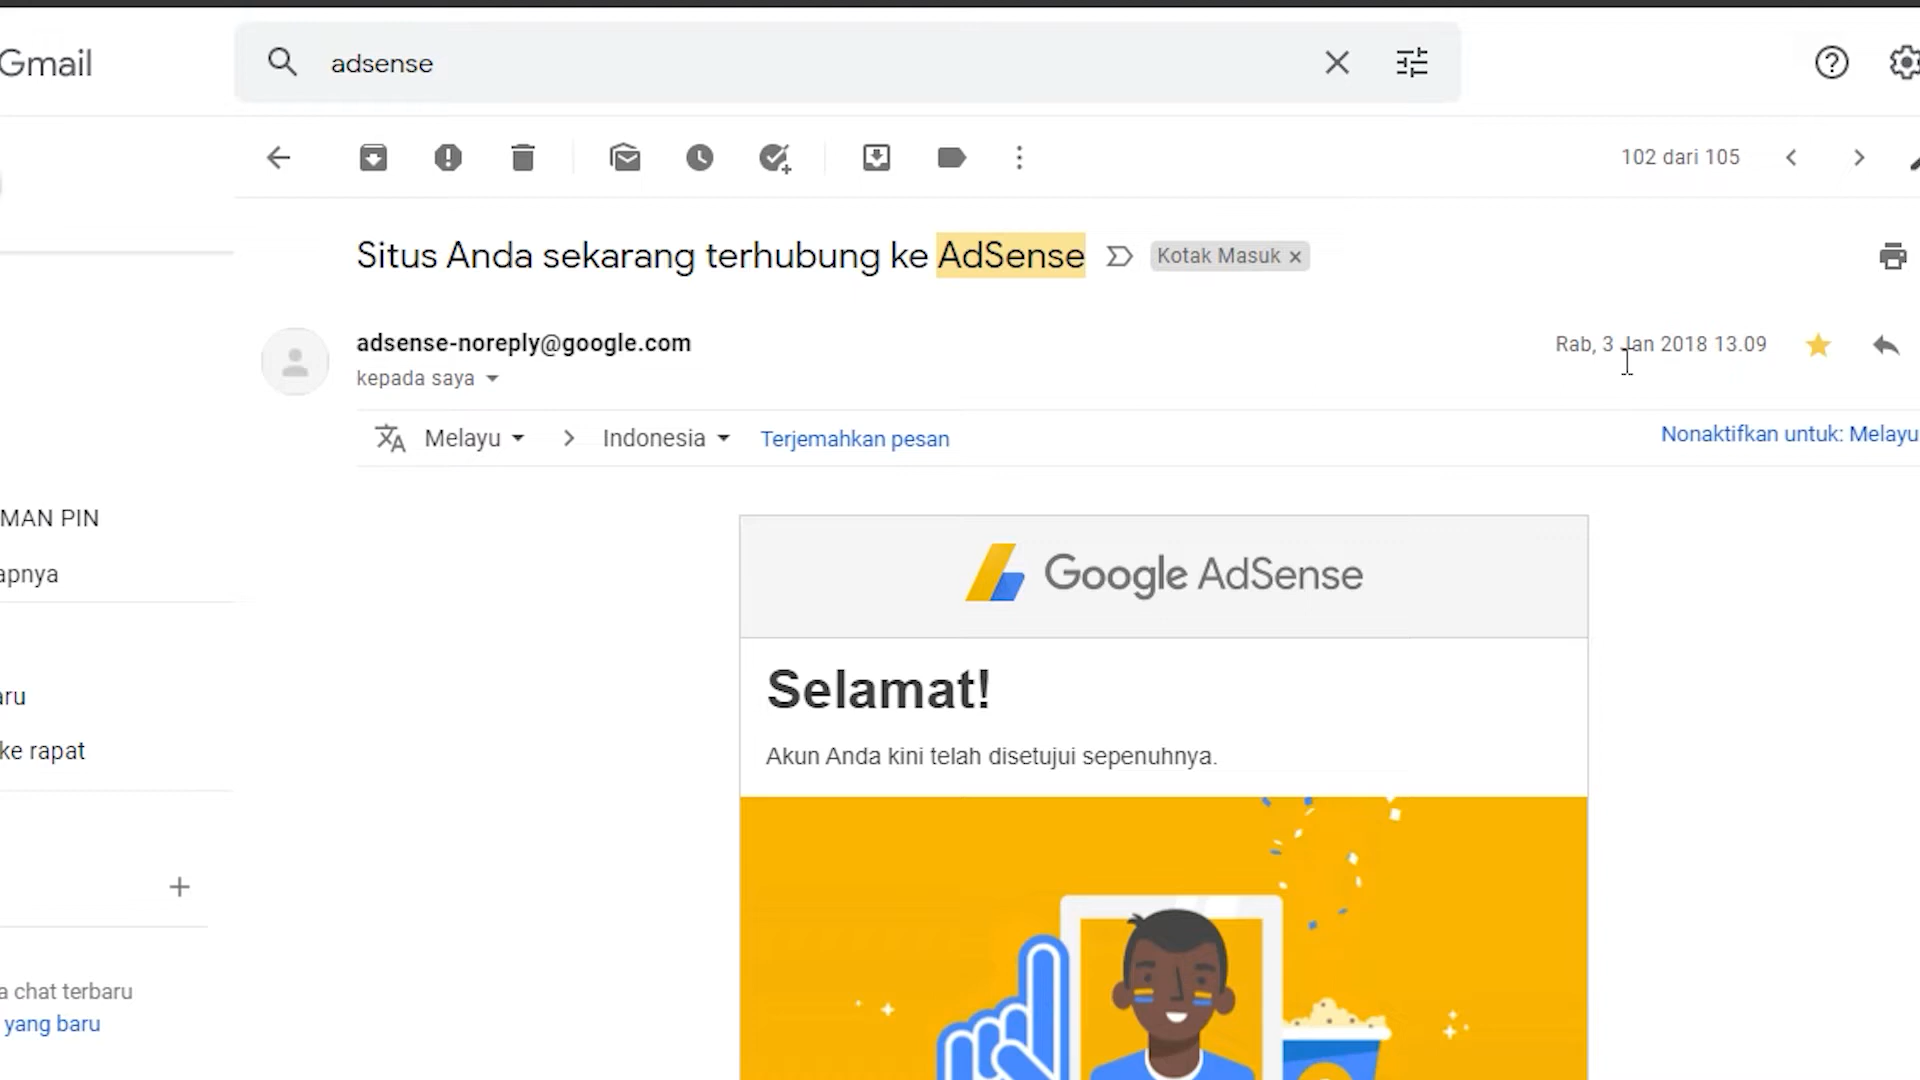 Gmail
adsense
102 dari 105
Situs Anda sekarang terhubung ke AdSense
Kotak Masuk ×
adsense-noreply@google.com
Rab, 3 Jan 2018 13.09
kepada saya
Melayu
Indonesia
Terjemahkan pesan
Nonaktifkan untuk: Melayu
MAN PIN
apnya
Google AdSense
Selamat!
aru
ke rapat
Akun Anda kini telah disetujui sepenuhnya.
a chat terbaru
yang baru